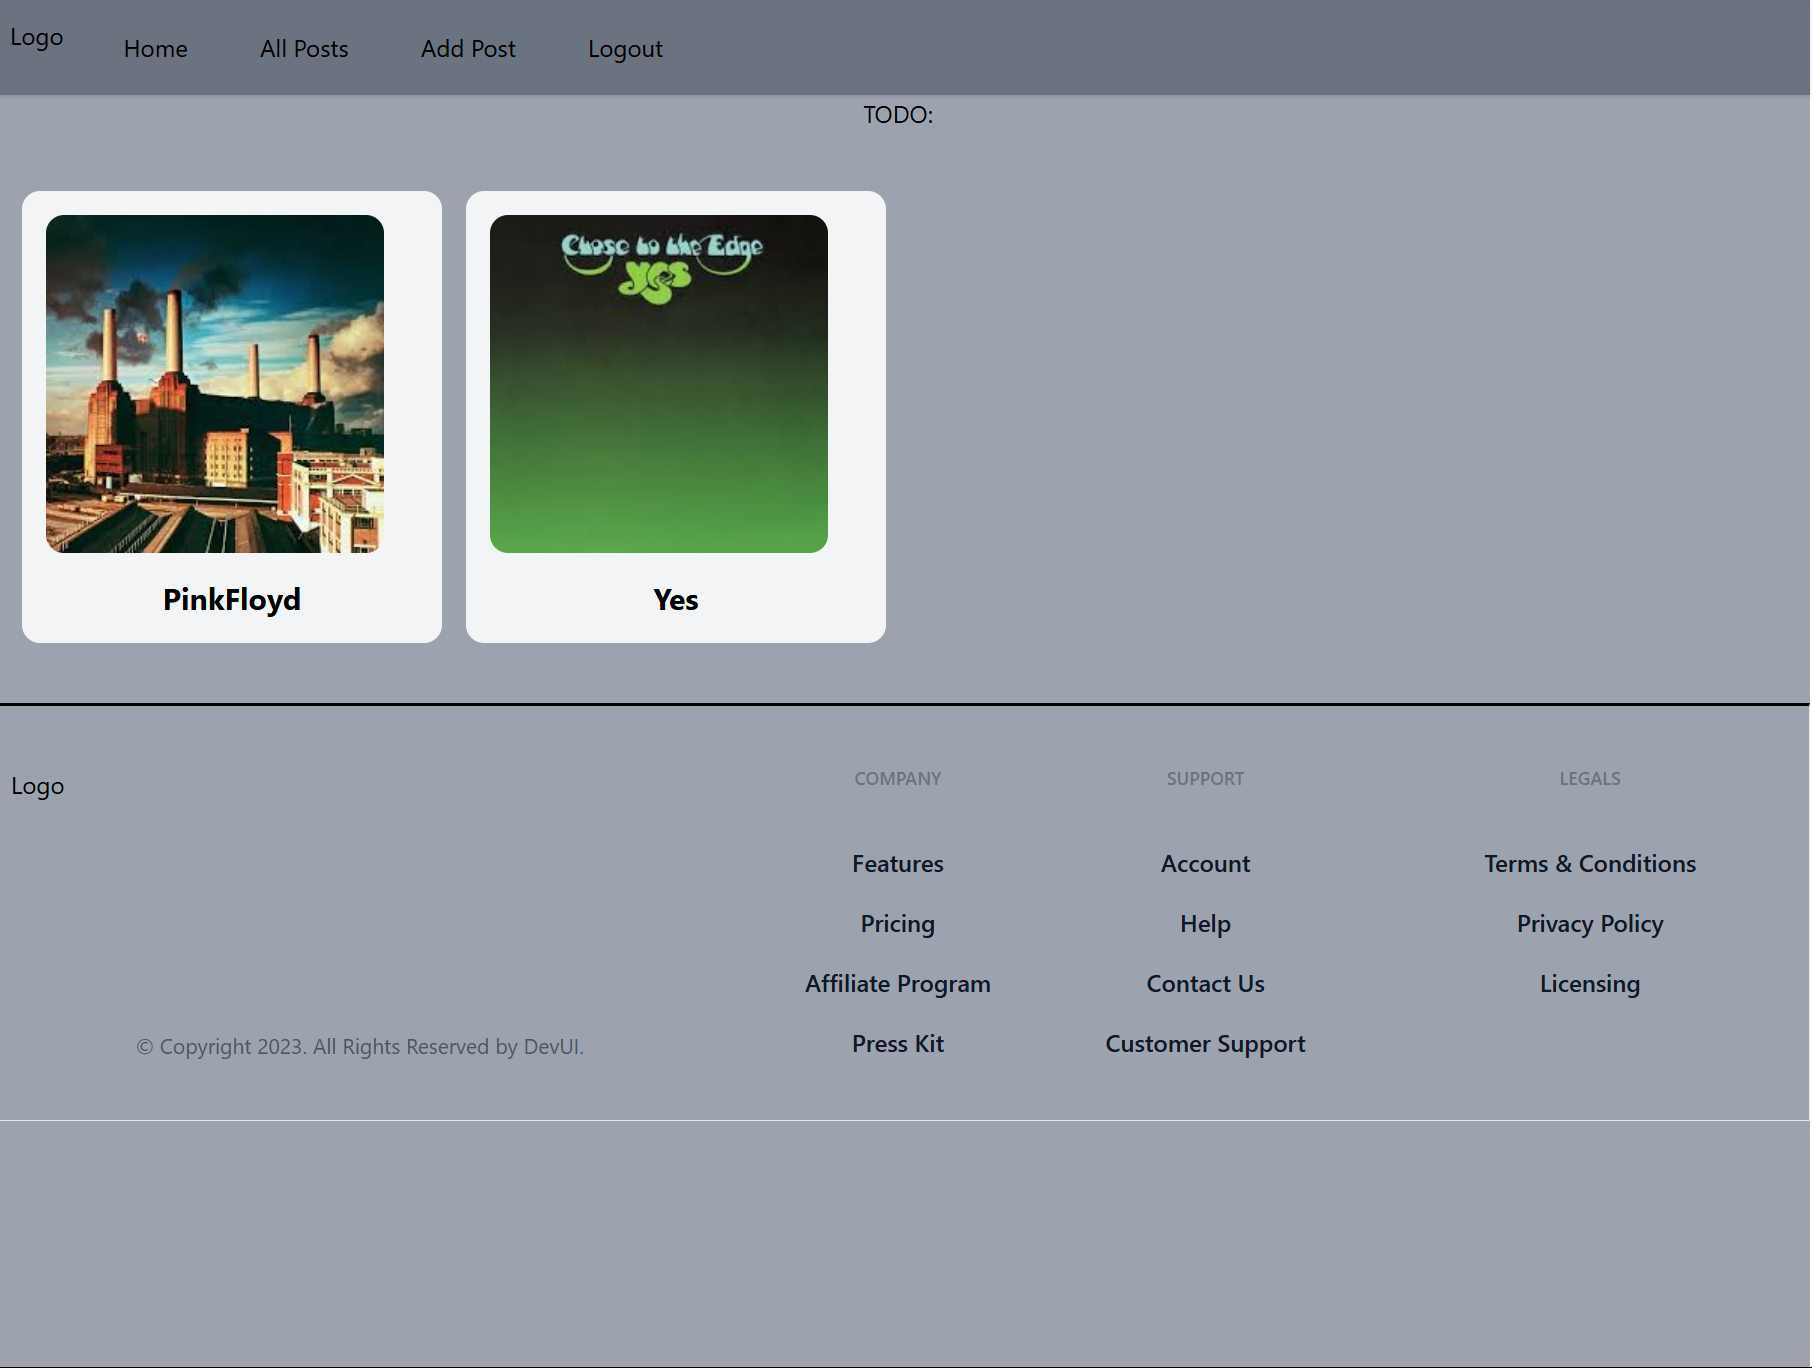 Logo
Home
All Posts
Add Post
Logout
TODO:
Close to the Edge
yes
PinkFloyd
Yes
Logo
© Copyright 2023. All Rights Reserved by DevUI.
COMPANY
Features
Pricing
Affiliate Program
Press Kit
SUPPORT
Account
Help
Contact Us
Customer Support
LEGALS
Terms & Conditions
Privacy Policy
Licensing